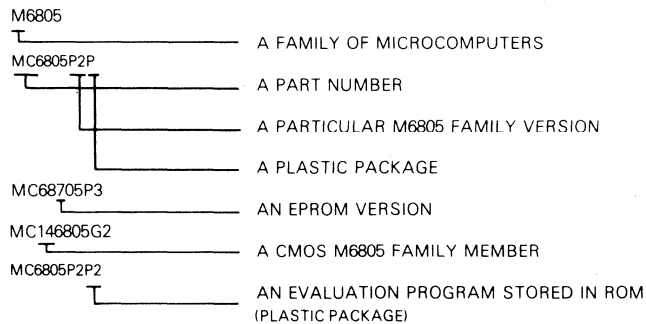 M6805
A FAMILY OF MICROCOMPUTERS
MC6805P2P
A PART NUMBER
A PARTICULAR M6805 FAMILY VERSION
A PLASTIC PACKAGE
MC68705P3
AN EPROM VERSION
MC146805G2
A CMOS M6805 FAMILY MEMBER
MC6805P2P2
AN EVALUATION PROGRAM STORED IN ROM
(PLASTIC PACKAGE)